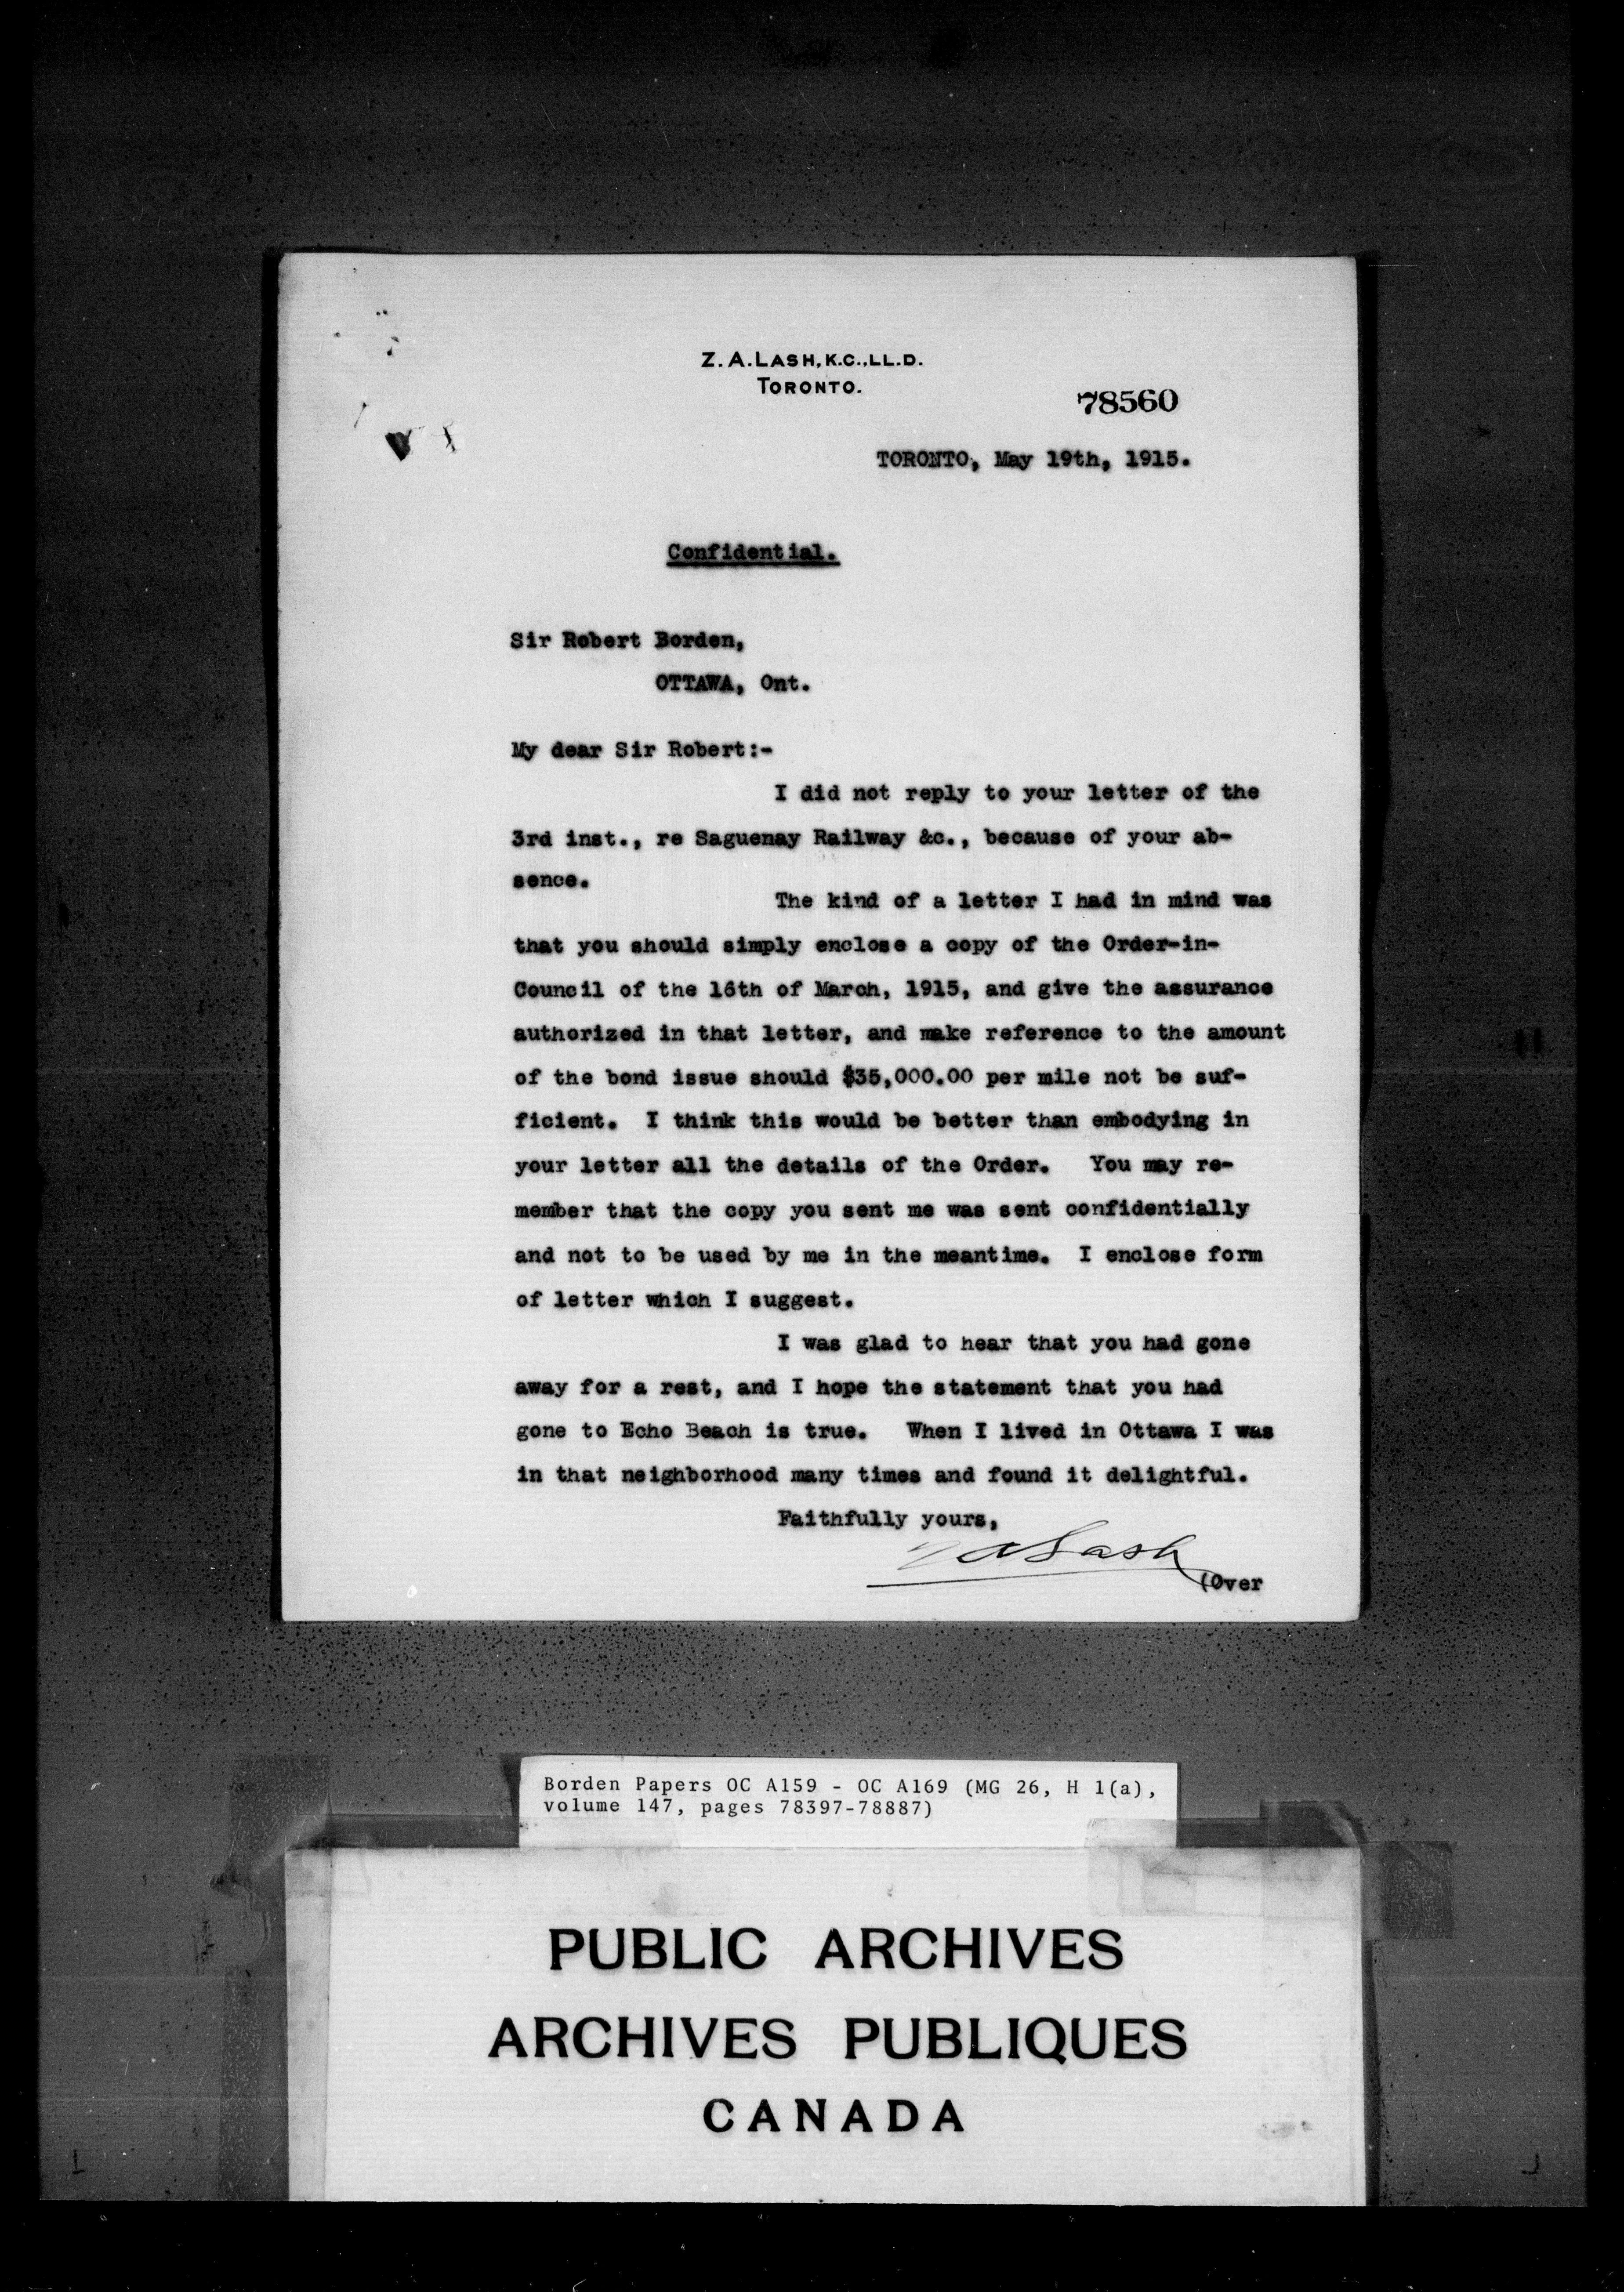 Z. A. LASH, K.C., LL.D.
TORONTO.
78560
TORONTO, May 19th, 1915.
Confidential.
Sir Robert Borden,
OTTAWA, Ont.
My dear Sir Robert:-
I did not reply to your letter of the
3rd inst., re Saguenay Railway &c., because of your ab-
sence.
The kind of a letter I had in mind was
that you should simply enclose a copy of the Order-in-
Council of the 16th of March, 1915, and give the assurance
authorized in that letter, and make reference to the amount
of the bond issue should $35,000.00 per mile not be suf-
ficient. I think this would be better than embodying in
your letter all the details of the Order. You may re-
member that the copy you sent me was sent confidentially
and not to be used by me in the meantime. I enclose form
of letter which I suggest.
I was glad to hear that you had gone
away for a rest, and I hope the statement that you had
gone to Echo Beach is true. When I lived in Ottawa I was
in that neighborhood many times and found it delightful.
Faithfully yours,
Z A Lash
(Over
Borden Papers OC A159 - OC A169 (MG 26, H 1(a),
volume 147, pages 78397-78887)
PUBLIC ARCHIVES
ARCHIVES PUBLIQUES
CANADA